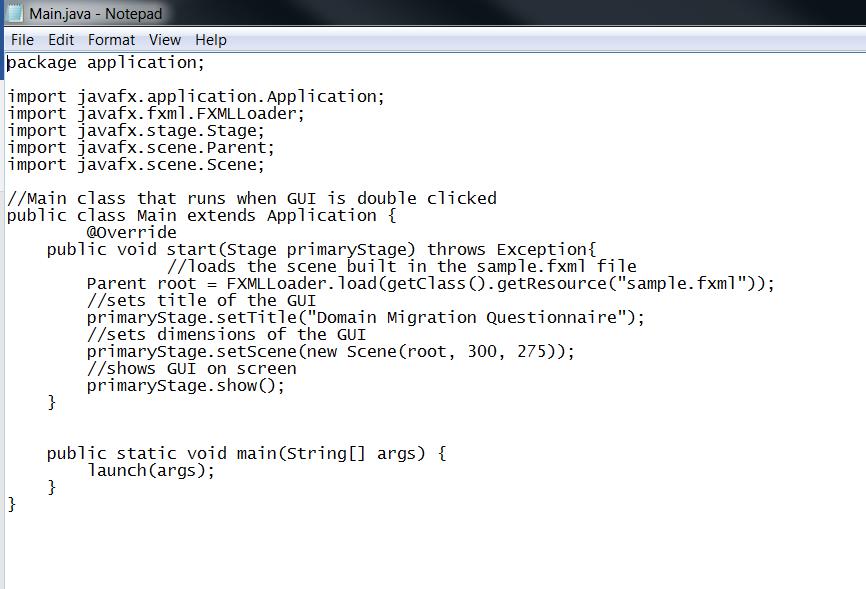 Main.java - Notepad
File Edit Format View Help
package application;
import javafx.application.Application;
import javafx.fxml.FXMLLoader;
import javafx.stage.Stage;
import javafx.scene.Parent;
import javafx.scene.Scene;
//Main class that runs when GUI is double clicked
public class Main extends Application {
@Override
public void start(Stage primaryStage) throws Exception{
//loads the scene built in the sample.fxml file
Parent root = FXMLLoader.load(getClass().getResource("sample.fxml"));
//sets title of the GUI
primaryStage.setTitle("Domain Migration Questionnaire");
//sets dimensions of the GUI
primaryStage.setScene(new Scene(root, 300, 275));
//shows GUI on screen
primaryStage.show();
}
public static void main(String[] args) {
launch(args);
}
}